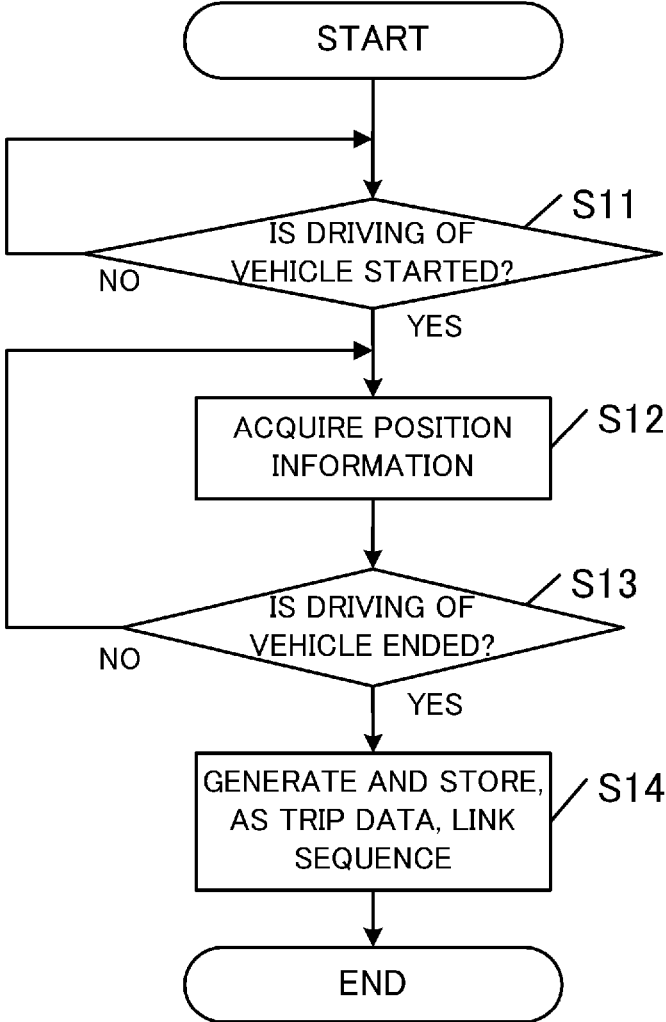 START
S11
IS DRIVING OF
VEHICLE STARTED?
NO
YES
S12
ACQUIRE POSITION
INFORMATION
S13
IS DRIVING OF
VEHICLE ENDED?
NO
YES
S14
GENERATE AND STORE,
AS TRIP DATA, LINK
SEQUENCE
END